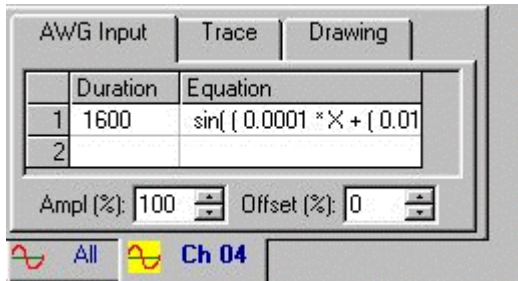 AWG Input Trace Drawing
Duration Equation
1 1600 sin( ( 0.0001 * X + ( 0.01
2
Ampl (%): 100 Offset (%): 0
All Ch 04